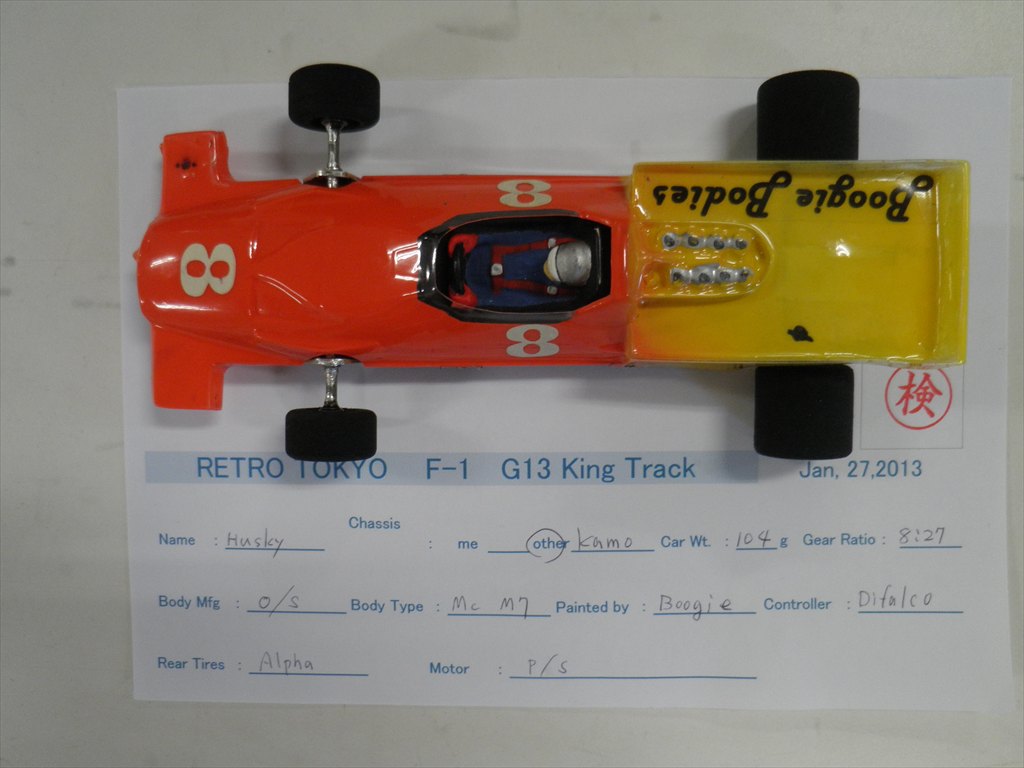 8
8
8
Boogie Bodies
検
RETRO TOKYO F-1 G13 King Track Jan, 27,2013
Name : Husky Chassis : me other Kamo Car Wt. : 104 g Gear Ratio : 8:27
Body Mfg : O/S Body Type : Mc M7 Painted by : Boogie Controller : Difalco
Rear Tires : Alpha Motor : P/S